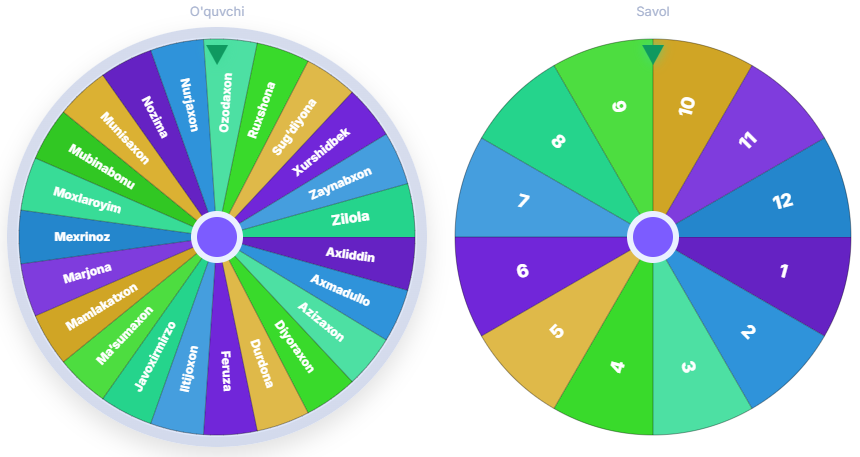 O'quvchi
Savol
Axliddin
Axmadullo
Azizaxon
Diyoraxon
Durdona
Feruza
Iltijoxon
Javoxirmirzo
Ma'sumaxon
Mamlakatxon
Marjona
Mexrinoz
Moxlaroyim
Mubinabonu
Munisaxon
Nozima
Nurjaxon
Ozodaxon
Ruxshona
Sug'diyona
Xurshidbek
Zaynabxon
Zilola
1
2
3
4
5
6
7
8
9
10
11
12